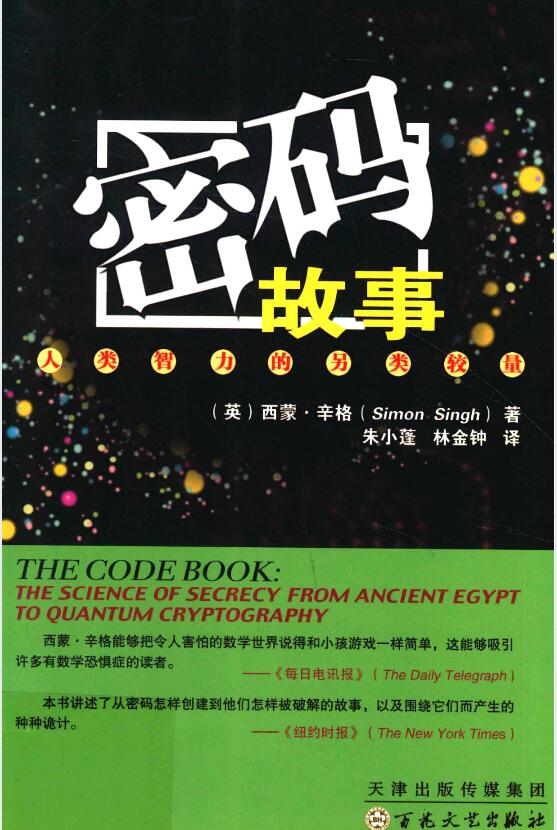 密码
故事
人类智力的另类较量
（英）西蒙·辛格（Simon Singh）著
朱小蓬 林金钟 译
THE CODE BOOK:
THE SCIENCE OF SECRECY FROM ANCIENT EGYPT
TO QUANTUM CRYPTOGRAPHY
西蒙·辛格能够把令人害怕的数学世界说得和小孩游戏一样简单，这能够吸引
许多有数学恐惧症的读者。
——《每日电讯报》（The Daily Telegraph）
本书讲述了从密码怎样创建到他们怎样被破解的故事，以及围绕它们而产生的
种种诡计。
——《纽约时报》（The New York Times）
天津出版传媒集团
BH
百花文艺出版社